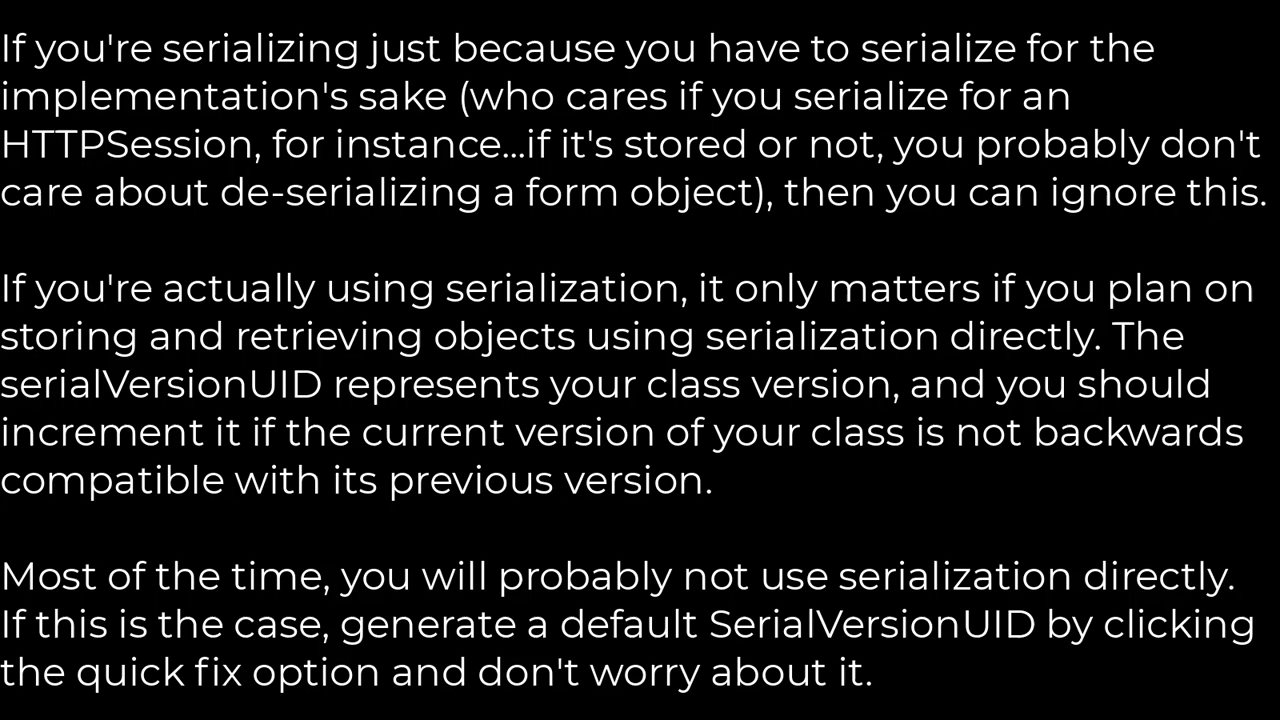 If you're serializing just because you have to serialize for the
implementation's sake (who cares if you serialize for an
HTTPSession, for instance...if it's stored or not, you probably don't
care about de-serializing a form object), then you can ignore this.
If you're actually using serialization, it only matters if you plan on
storing and retrieving objects using serialization directly. The
serialVersionUID represents your class version, and you should
increment it if the current version of your class is not backwards
compatible with its previous version.
Most of the time, you will probably not use serialization directly.
If this is the case, generate a default SerialVersionUID by clicking
the quick fix option and don't worry about it.